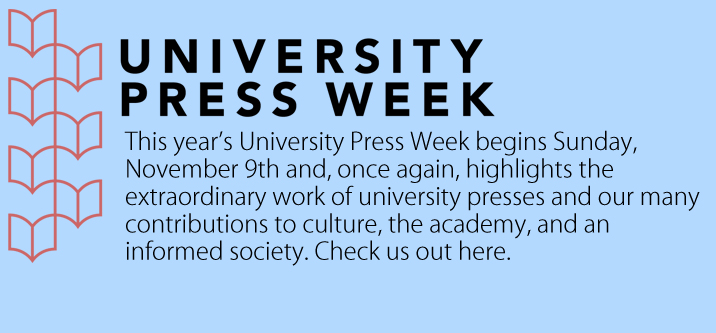 UNIVERSITY
PRESS WEEK
This year’s University Press Week begins Sunday,
November 9th and, once again, highlights the
extraordinary work of university presses and our many
contributions to culture, the academy, and an
informed society. Check us out here.